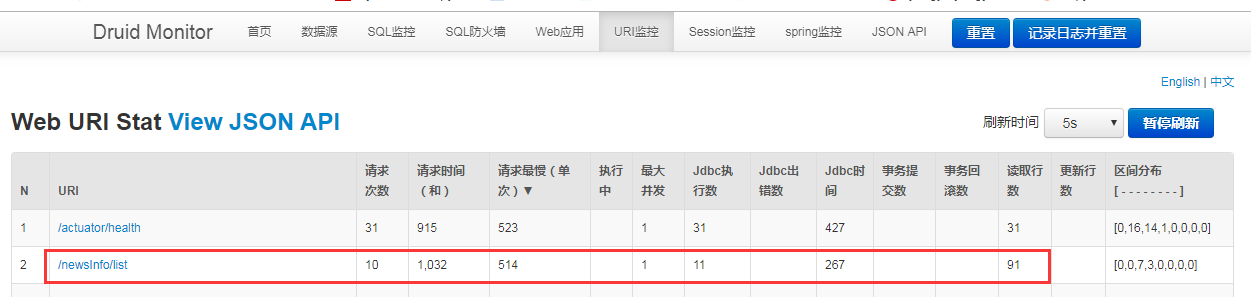 Druid Monitor 首页 数据源 SQL监控 SQL防火墙 Web应用 URI监控 Session监控 spring监控 JSON API 重置 记录日志并重置
English | 中文
Web URI Stat View JSON API 刷新时间 5s 暂停刷新
N URI 请求次数 请求时间（和） 请求最慢（单次）▼ 执行中 最大并发 Jdbc执行数 Jdbc出错数 Jdbc时间 事务提交数 事务回滚数 读取行数 更新行数 区间分布 [ - - - - - - - - ]
1 /actuator/health 31 915 523 1 31 427 31 [0,16,14,1,0,0,0,0]
2 /newsInfo/list 10 1,032 514 1 11 267 91 [0,0,7,3,0,0,0,0]